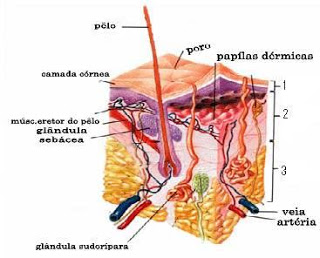 pêlo
poro
papilas dérmicas
camada córnea
1
2
músc.eretor do pêlo
glândula
sebácea
3
veia
artéria
glândula sudorípara